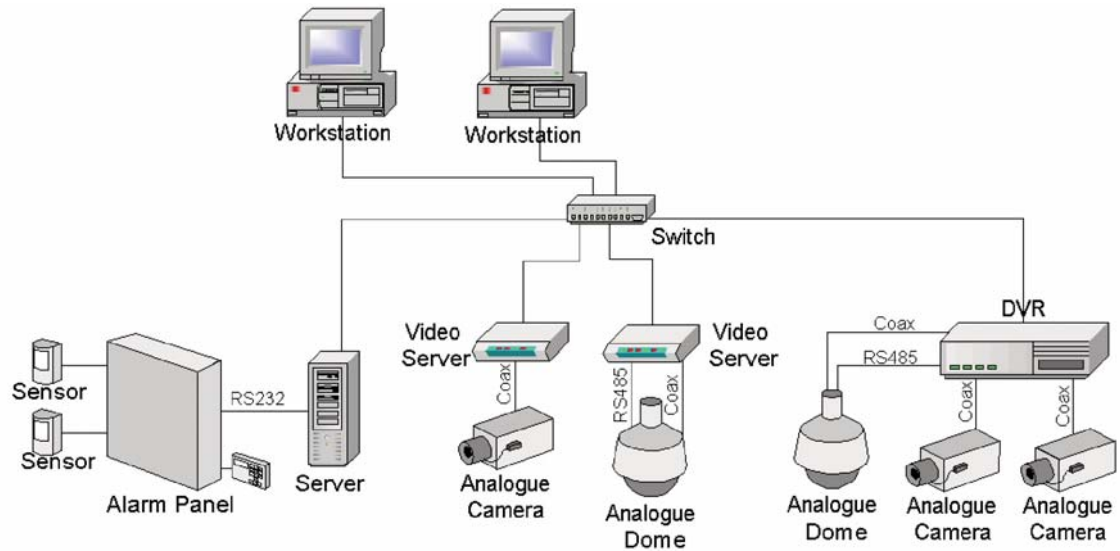 Workstation
Workstation
Switch
DVR
Video
Server
Video
Server
Coax
RS485
Coax
RS485
Coax
Coax
Coax
Sensor
Sensor
RS232
Alarm Panel
Server
Analogue
Camera
Analogue
Dome
Analogue
Dome
Analogue
Camera
Analogue
Camera